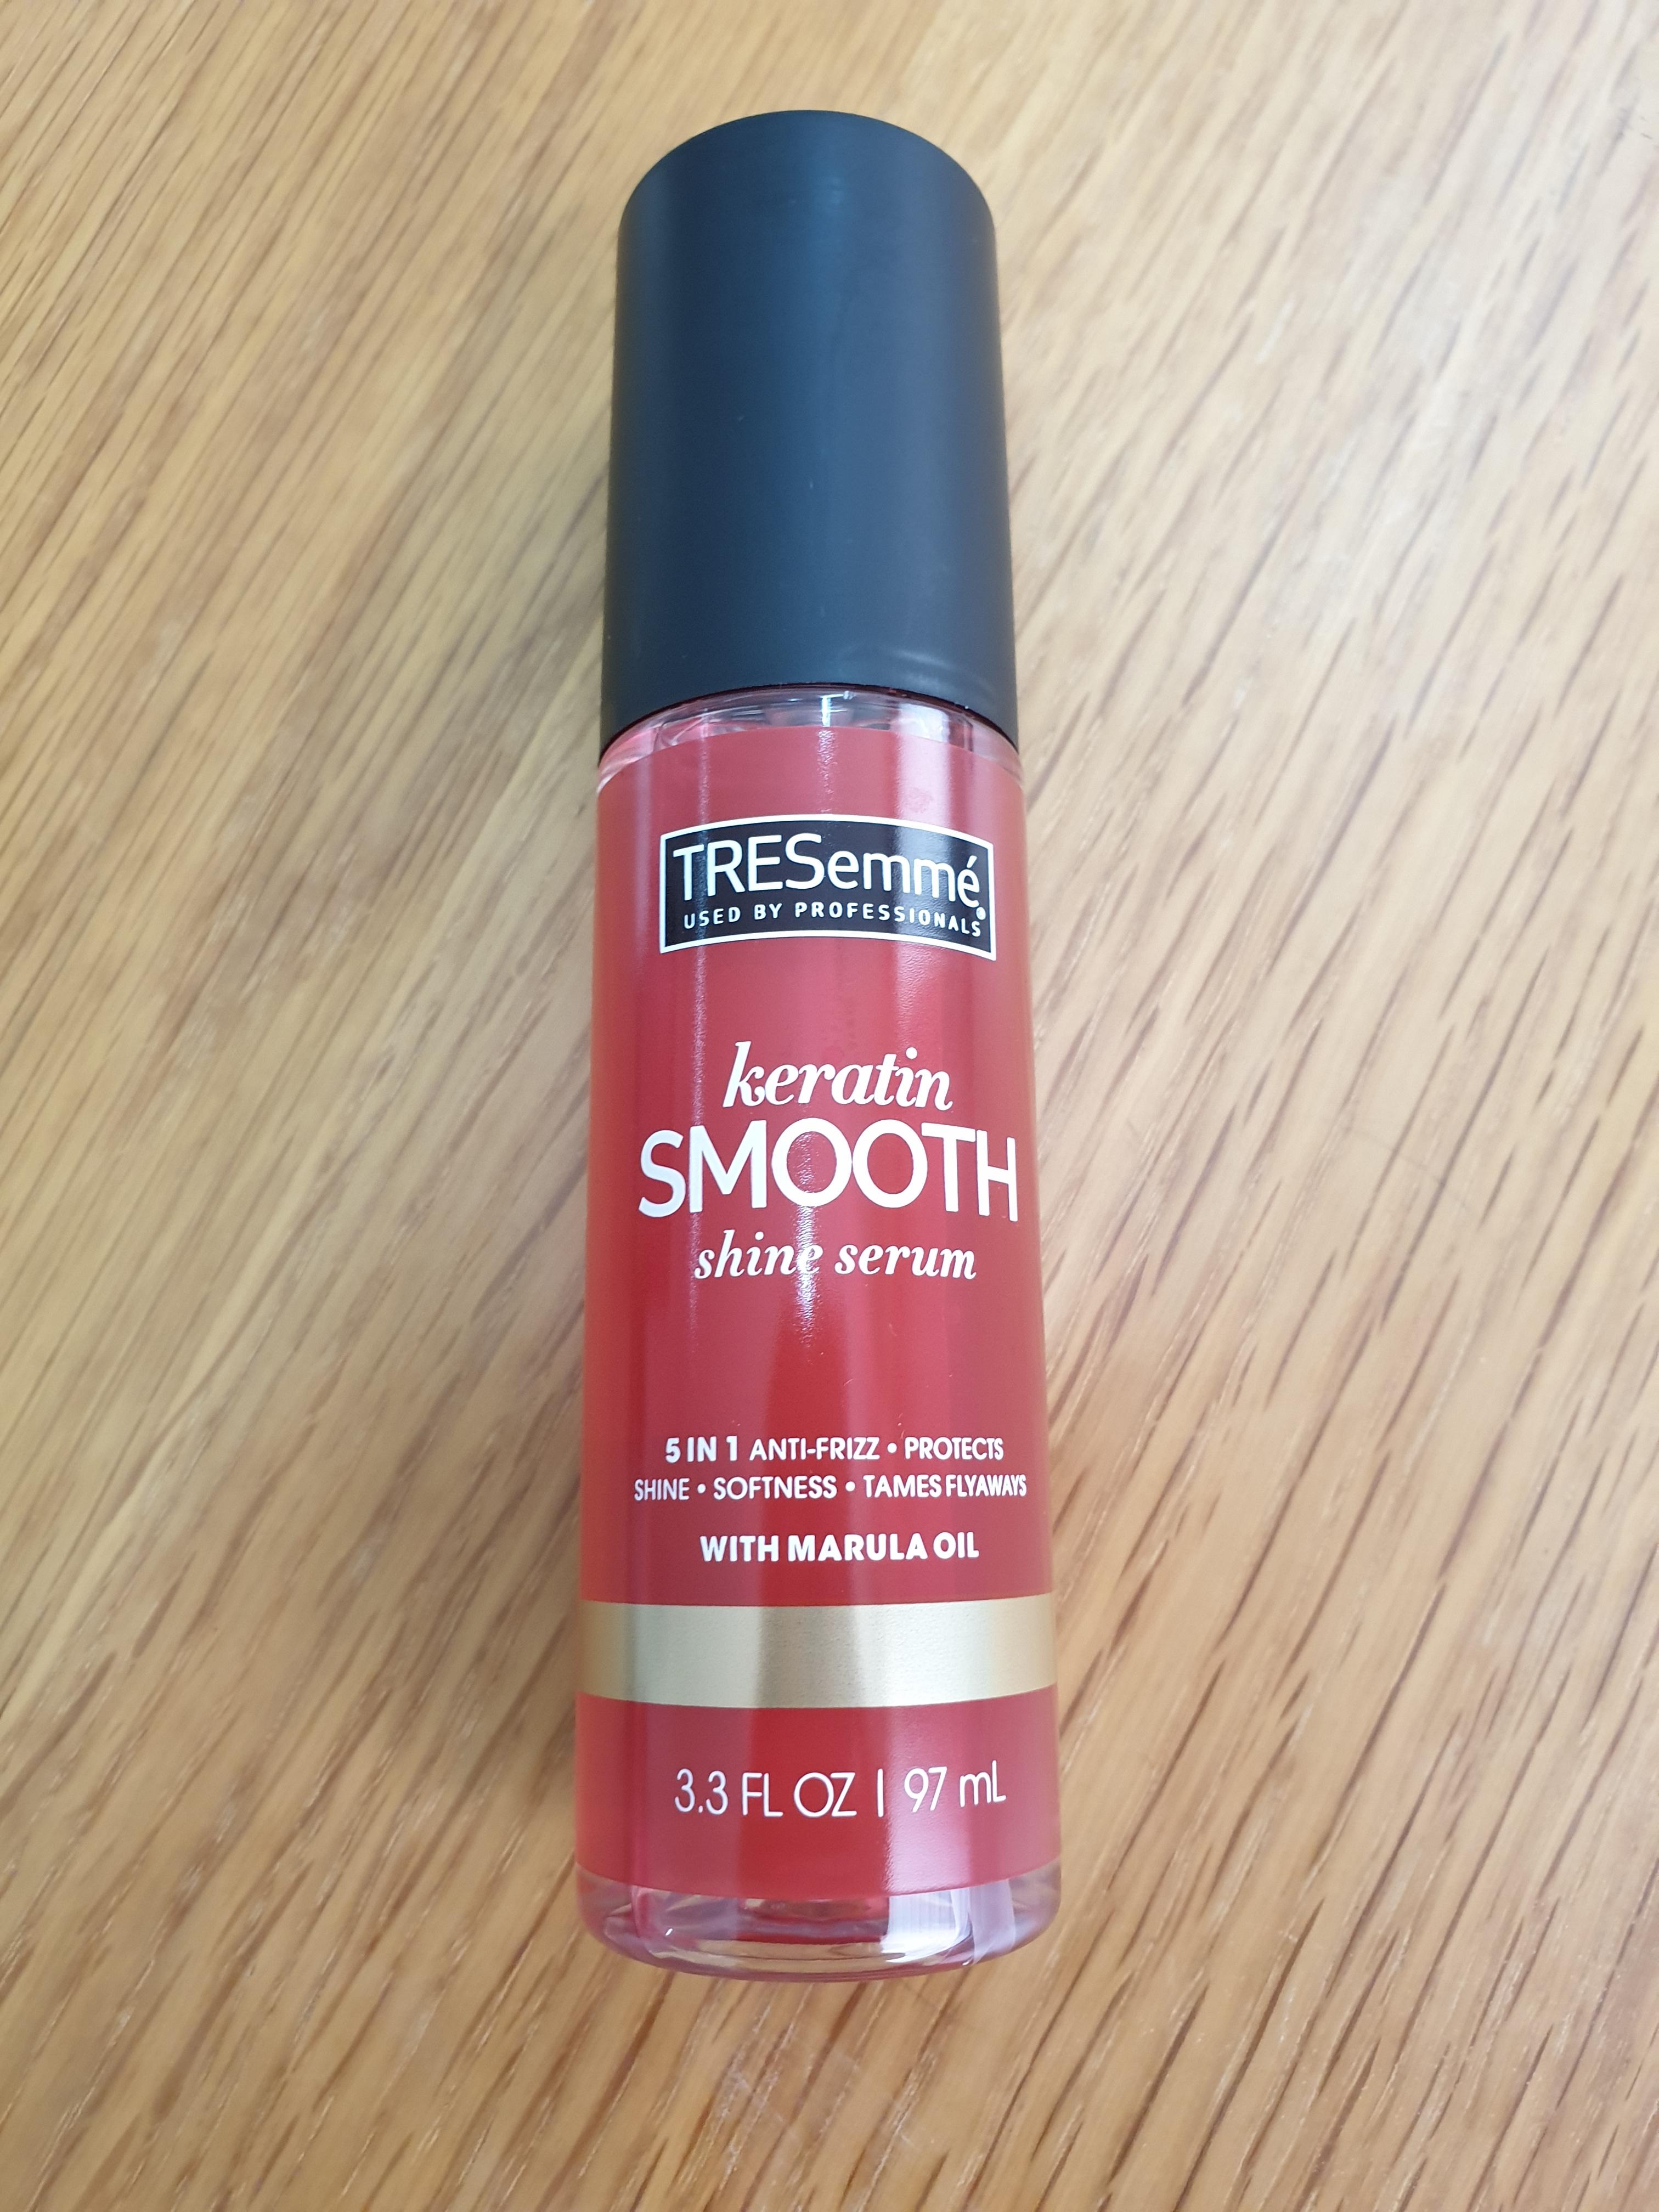 TRESemmé
USED BY PROFESSIONALS
keratin
SMOOTH
shine serum
5 IN 1 ANTI-FRIZZ • PROTECTS
SHINE • SOFTNESS • TAMES FLYAWAYS
WITH MARULA OIL
3.3 FL OZ | 97 mL